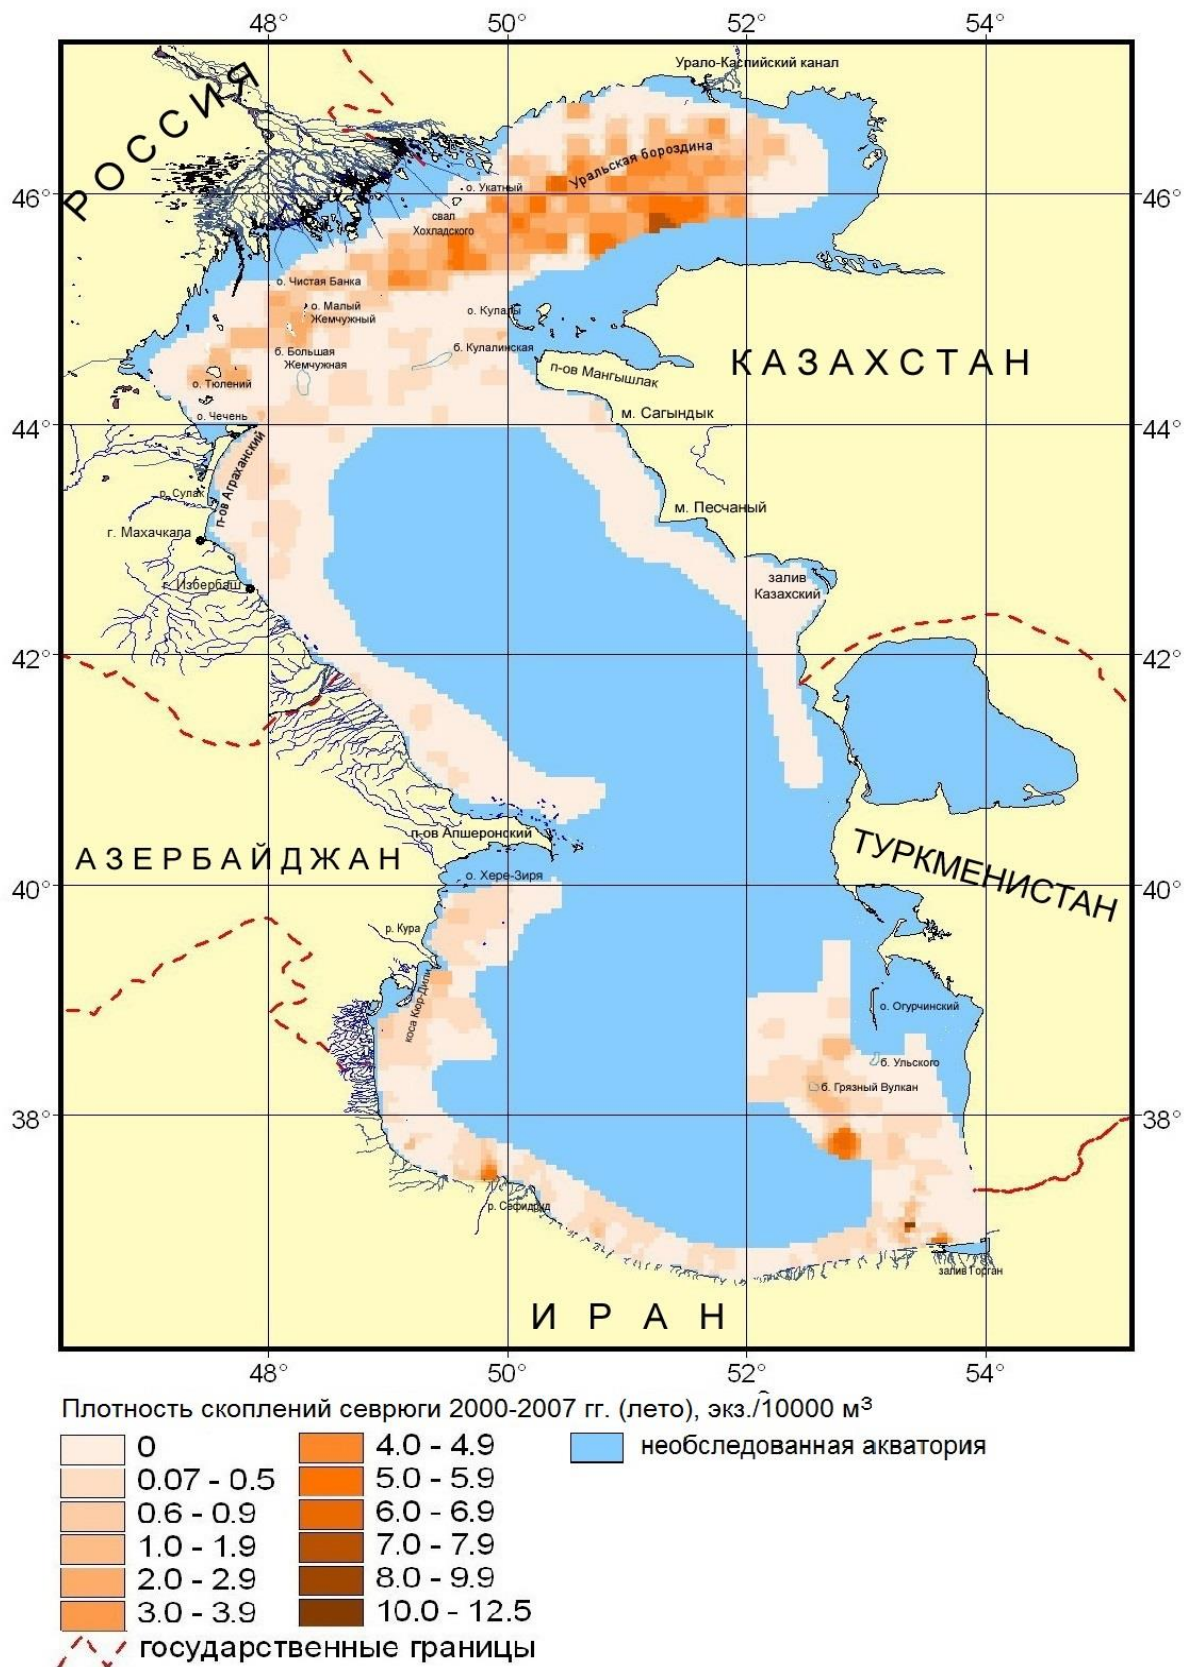 48° 50° 52° 54°
Урало-Каспийский канал
РОССИЯ
Уральская бороздина
46° 46°
о. Укатный
свал
Хохладского
о. Чистая Банка
о. Малый
Жемчужный
о. Кулалы
б. Большая
Жемчужная
б. Кулалинская
КАЗАХСТАН
п-ов Мангышлак
о. Тюлений
о. Чечень
м. Сагындык
44° 44°
п-ов Аграханский
р. Сулак
м. Песчаный
г. Махачкала
г. Избербаш
залив
Казахский
42° 42°
п-ов Апшеронский
АЗЕРБАЙДЖАН
ТУРКМЕНИСТАН
о. Хере-Зиря
40° 40°
р. Кура
коса Кюр-Дили
о. Огурчинский
б. Ульского
б. Грязный Вулкан
38° 38°
р. Сефидруд
залив Горган
ИРАН
48° 50° 52° 54°
Плотность скоплений севрюги 2000-2007 гг. (лето), экз./10000 м³
0 4.0 - 4.9 необследованная акватория
0.07 - 0.5 5.0 - 5.9
0.6 - 0.9 6.0 - 6.9
1.0 - 1.9 7.0 - 7.9
2.0 - 2.9 8.0 - 9.9
3.0 - 3.9 10.0 - 12.5
государственные границы